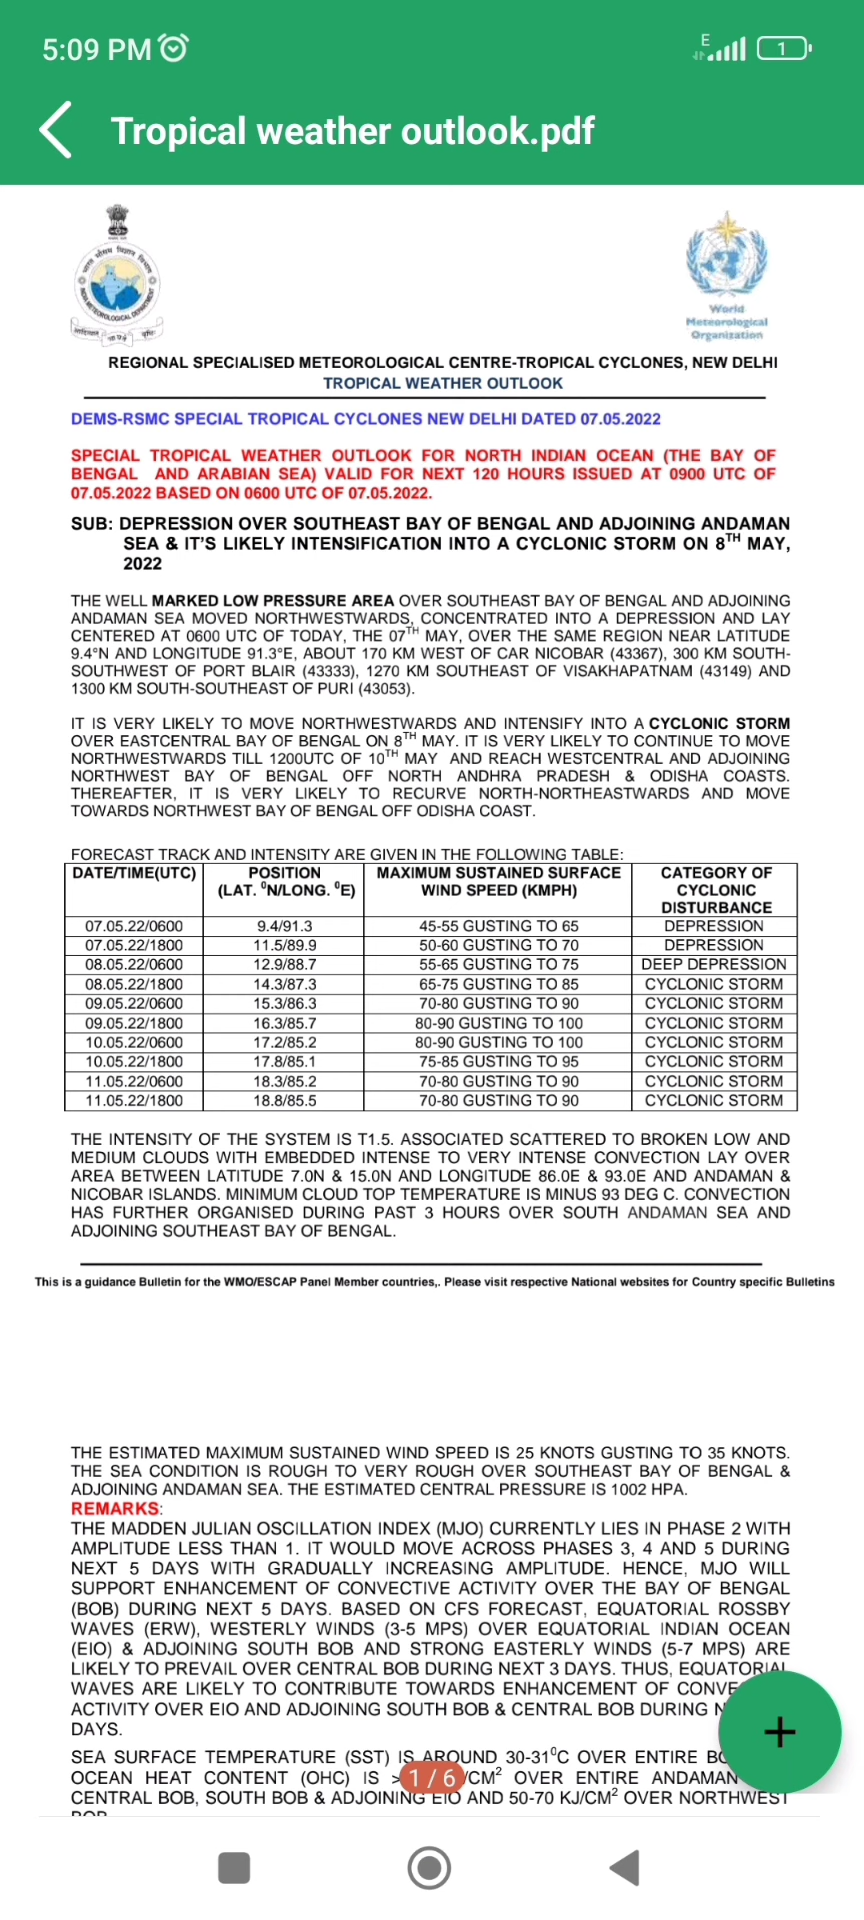 5:09 PM
E
1
Tropical weather outlook.pdf
World
Meteorological
Organization
REGIONAL SPECIALISED METEOROLOGICAL CENTRE-TROPICAL CYCLONES, NEW DELHI
TROPICAL WEATHER OUTLOOK
DEMS-RSMC SPECIAL TROPICAL CYCLONES NEW DELHI DATED 07.05.2022
SPECIAL TROPICAL WEATHER OUTLOOK FOR NORTH INDIAN OCEAN (THE BAY OF
BENGAL AND ARABIAN SEA) VALID FOR NEXT 120 HOURS ISSUED AT 0900 UTC OF
07.05.2022 BASED ON 0600 UTC OF 07.05.2022.
SUB: DEPRESSION OVER SOUTHEAST BAY OF BENGAL AND ADJOINING ANDAMAN
SEA & IT'S LIKELY INTENSIFICATION INTO A CYCLONIC STORM ON 8TH MAY,
2022
THE WELL MARKED LOW PRESSURE AREA OVER SOUTHEAST BAY OF BENGAL AND ADJOINING
ANDAMAN SEA MOVED NORTHWESTWARDS, CONCENTRATED INTO A DEPRESSION AND LAY
CENTERED AT 0600 UTC OF TODAY, THE 07TH MAY, OVER THE SAME REGION NEAR LATITUDE
9.4°N AND LONGITUDE 91.3°E, ABOUT 170 KM WEST OF CAR NICOBAR (43367), 300 KM SOUTH-
SOUTHWEST OF PORT BLAIR (43333), 1270 KM SOUTHEAST OF VISAKHAPATNAM (43149) AND
1300 KM SOUTH-SOUTHEAST OF PURI (43053).
IT IS VERY LIKELY TO MOVE NORTHWESTWARDS AND INTENSIFY INTO A CYCLONIC STORM
OVER EASTCENTRAL BAY OF BENGAL ON 8TH MAY. IT IS VERY LIKELY TO CONTINUE TO MOVE
NORTHWESTWARDS TILL 1200UTC OF 10TH MAY AND REACH WESTCENTRAL AND ADJOINING
NORTHWEST BAY OF BENGAL OFF NORTH ANDHRA PRADESH & ODISHA COASTS.
THEREAFTER, IT IS VERY LIKELY TO RECURVE NORTH-NORTHEASTWARDS AND MOVE
TOWARDS NORTHWEST BAY OF BENGAL OFF ODISHA COAST.
FORECAST TRACK AND INTENSITY ARE GIVEN IN THE FOLLOWING TABLE:
DATE/TIME(UTC) POSITION MAXIMUM SUSTAINED SURFACE CATEGORY OF
(LAT. 0N/LONG. 0E) WIND SPEED (KMPH) CYCLONIC
DISTURBANCE
07.05.22/0600 9.4/91.3 45-55 GUSTING TO 65 DEPRESSION
07.05.22/1800 11.5/89.9 50-60 GUSTING TO 70 DEPRESSION
08.05.22/0600 12.9/88.7 55-65 GUSTING TO 75 DEEP DEPRESSION
08.05.22/1800 14.3/87.3 65-75 GUSTING TO 85 CYCLONIC STORM
09.05.22/0600 15.3/86.3 70-80 GUSTING TO 90 CYCLONIC STORM
09.05.22/1800 16.3/85.7 80-90 GUSTING TO 100 CYCLONIC STORM
10.05.22/0600 17.2/85.2 80-90 GUSTING TO 100 CYCLONIC STORM
10.05.22/1800 17.8/85.1 75-85 GUSTING TO 95 CYCLONIC STORM
11.05.22/0600 18.3/85.2 70-80 GUSTING TO 90 CYCLONIC STORM
11.05.22/1800 18.8/85.5 70-80 GUSTING TO 90 CYCLONIC STORM
THE INTENSITY OF THE SYSTEM IS T1.5. ASSOCIATED SCATTERED TO BROKEN LOW AND
MEDIUM CLOUDS WITH EMBEDDED INTENSE TO VERY INTENSE CONVECTION LAY OVER
AREA BETWEEN LATITUDE 7.0N & 15.0N AND LONGITUDE 86.0E & 93.0E AND ANDAMAN &
NICOBAR ISLANDS. MINIMUM CLOUD TOP TEMPERATURE IS MINUS 93 DEG C. CONVECTION
HAS FURTHER ORGANISED DURING PAST 3 HOURS OVER SOUTH ANDAMAN SEA AND
ADJOINING SOUTHEAST BAY OF BENGAL.
This is a guidance Bulletin for the WMO/ESCAP Panel Member countries,. Please visit respective National websites for Country specific Bulletins
THE ESTIMATED MAXIMUM SUSTAINED WIND SPEED IS 25 KNOTS GUSTING TO 35 KNOTS.
THE SEA CONDITION IS ROUGH TO VERY ROUGH OVER SOUTHEAST BAY OF BENGAL &
ADJOINING ANDAMAN SEA. THE ESTIMATED CENTRAL PRESSURE IS 1002 HPA.
REMARKS:
THE MADDEN JULIAN OSCILLATION INDEX (MJO) CURRENTLY LIES IN PHASE 2 WITH
AMPLITUDE LESS THAN 1. IT WOULD MOVE ACROSS PHASES 3, 4 AND 5 DURING
NEXT 5 DAYS WITH GRADUALLY INCREASING AMPLITUDE. HENCE, MJO WILL
SUPPORT ENHANCEMENT OF CONVECTIVE ACTIVITY OVER THE BAY OF BENGAL
(BOB) DURING NEXT 5 DAYS. BASED ON CFS FORECAST, EQUATORIAL ROSSBY
WAVES (ERW), WESTERLY WINDS (3-5 MPS) OVER EQUATORIAL INDIAN OCEAN
(EIO) & ADJOINING SOUTH BOB AND STRONG EASTERLY WINDS (5-7 MPS) ARE
LIKELY TO PREVAIL OVER CENTRAL BOB DURING NEXT 3 DAYS. THUS, EQUATORIAL
WAVES ARE LIKELY TO CONTRIBUTE TOWARDS ENHANCEMENT OF CONVE
ACTIVITY OVER EIO AND ADJOINING SOUTH BOB & CENTRAL BOB DURING N
DAYS.
SEA SURFACE TEMPERATURE (SST) IS AROUND 30-31°C OVER ENTIRE BO
OCEAN HEAT CONTENT (OHC) IS > 1 / 6 /CM2 OVER ENTIRE ANDAMAN
CENTRAL BOB, SOUTH BOB & ADJOINING EIO AND 50-70 KJ/CM2 OVER NORTHWEST